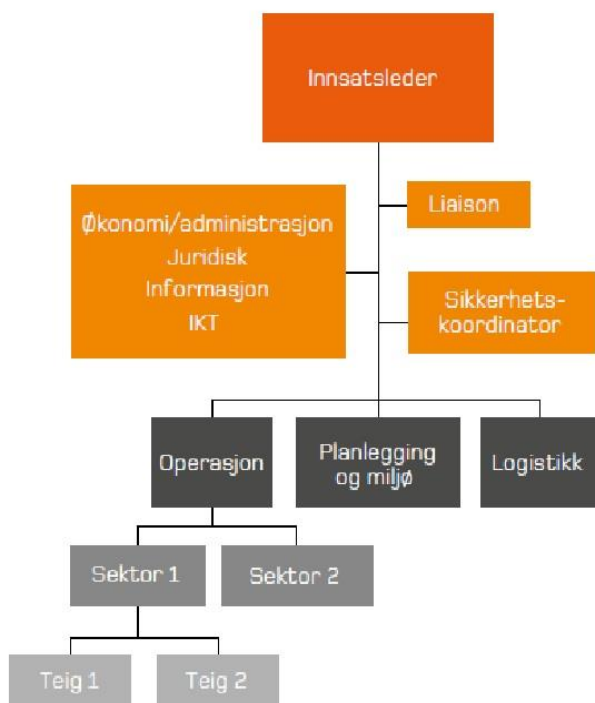 Innsatsleder
Økonomi/administrasjon
Juridisk
Informasjon
IKT
Liaison
Sikkerhets-
koordinator
Operasjon
Planlegging
og miljø
Logistikk
Sektor 1
Sektor 2
Teig 1
Teig 2